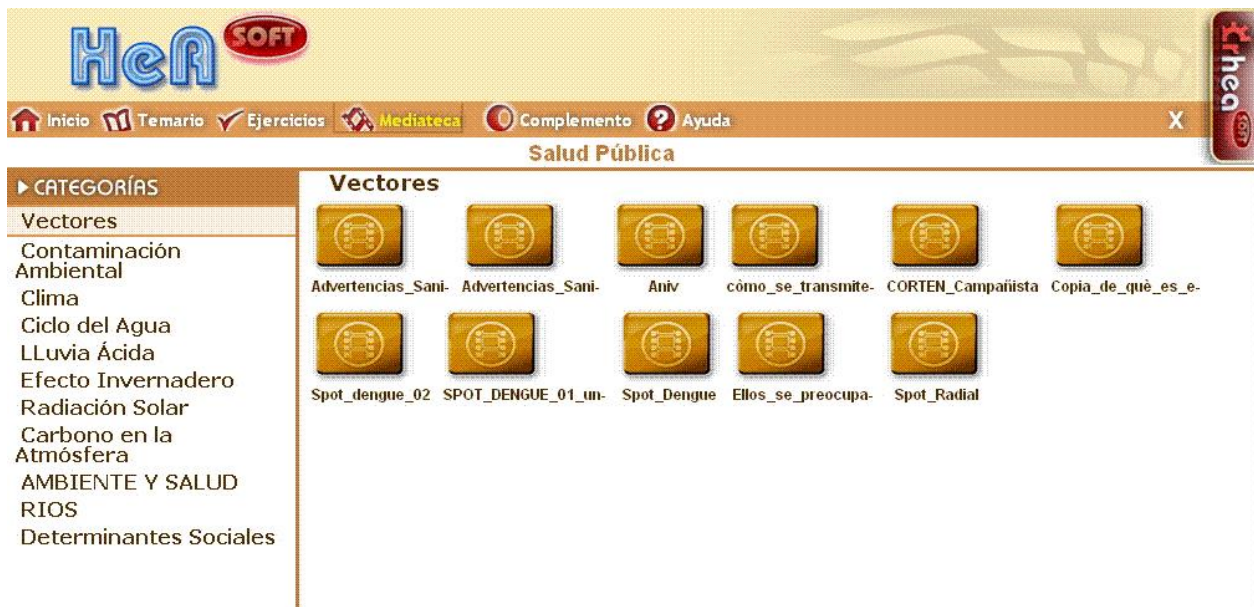 HeA SOFT
rhea SOFT
Inicio Temario Ejercicios Mediateca Complemento Ayuda X
Salud Pública
CATEGORÍAS
Vectores
Contaminación
Ambiental
Clima
Ciclo del Agua
LLuvia Ácida
Efecto Invernadero
Radiación Solar
Carbono en la
Atmósfera
AMBIENTE Y SALUD
RIOS
Determinantes Sociales
Vectores
Advertencias_Sani- Advertencias_Sani- Aniv còmo_se_transmite- CORTEN_Campañista Copia_de_què_es_e-
Spot_dengue_02 SPOT_DENGUE_01_un- Spot_Dengue Ellos_se_preocupa- Spot_Radial